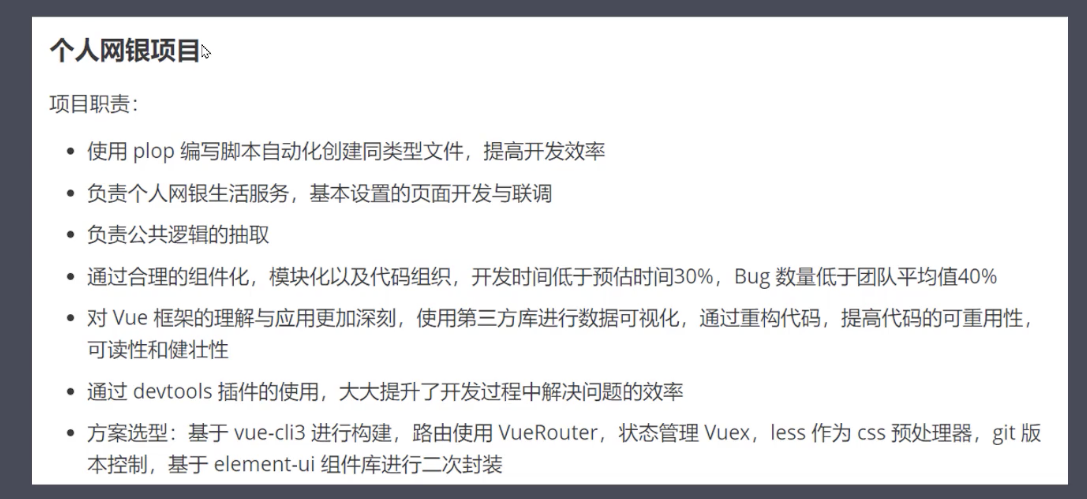 个人网银项目
项目职责：
• 使用 plop 编写脚本自动化创建同类型文件，提高开发效率
• 负责个人网银生活服务，基本设置的页面开发与联调
• 负责公共逻辑的抽取
• 通过合理的组件化，模块化以及代码组织，开发时间低于预估时间30%，Bug 数量低于团队平均值40%
• 对 Vue 框架的理解与应用更加深刻，使用第三方库进行数据可视化，通过重构代码，提高代码的可重用性，
可读性和健壮性
• 通过 devtools 插件的使用，大大提升了开发过程中解决问题的效率
• 方案选型：基于 vue-cli3 进行构建，路由使用 VueRouter，状态管理 Vuex，less 作为 css 预处理器，git 版
本控制，基于 element-ui 组件库进行二次封装